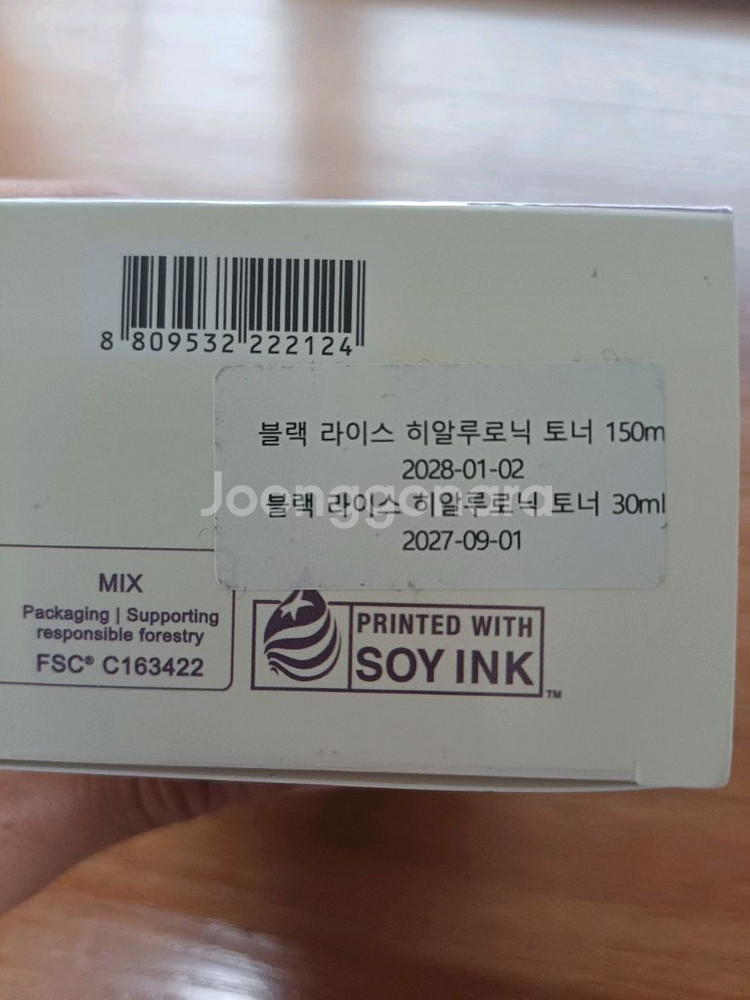 8 809532 222124
블랙 라이스 히알루로닉 토너 150m
2028-01-02
Joonggonara
블랙 라이스 히알루로닉 토너 30ml
2027-09-01
MIX
Packaging | Supporting
responsible forestry
FSC® C163422
PRINTED WITH
SOY INK
TM